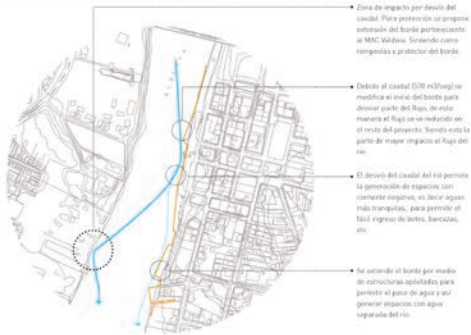 Zona de impacto por desvío del
caudal. Para protección se propone
extensión del borde perteneciente
al MAC Valdivia. Sirviendo como
rompeolas y protector del borde.
Debido al caudal (570 m3/seg) se
modifica el inicio del borde para
desviar parte del flujo, de esta
manera el flujo se ve reducido en
el resto del proyecto. Siendo esta la
parte de mayor impacto al flujo del
río.
El desvío del caudal del río permite
la generación de espacios con
corriente negativa, es decir aguas
más tranquilas, para permitir el
fácil ingreso de botes, barcazas,
etc
Se extiende el borde por medio
de estructuras apiotadas para
permitir el paso de agua y así
generar espacios con agua
separada del río.